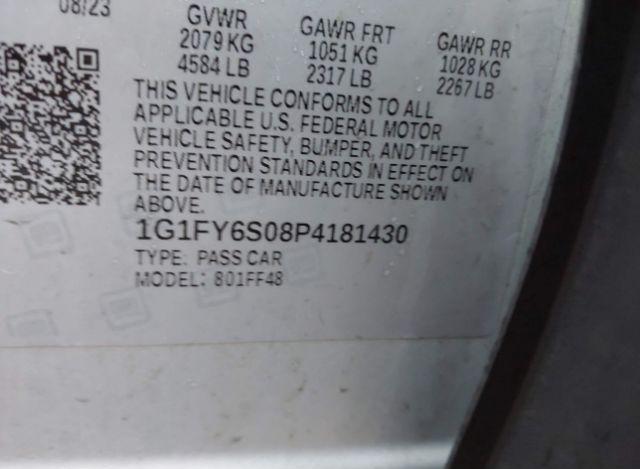 08/23 GVWR GAWR FRT GAWR RR
2079 KG 1051 KG 1028 KG
4584 LB 2317 LB 2267 LB
THIS VEHICLE CONFORMS TO ALL
APPLICABLE U.S. FEDERAL MOTOR
VEHICLE SAFETY, BUMPER, AND THEFT
PREVENTION STANDARDS IN EFFECT ON
THE DATE OF MANUFACTURE SHOWN
ABOVE.
1G1FY6S08P4181430
TYPE: PASS CAR
MODEL: 801FF48